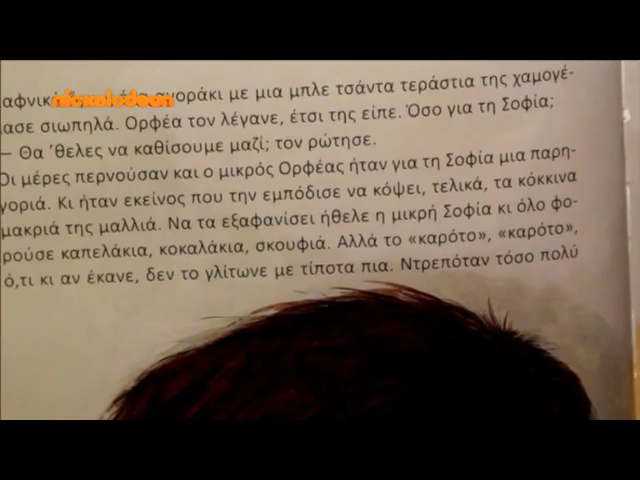 nickelodeon
αγοράκι με μια μπλε τσάντα τεράστια της χαμογέ-
λασε σιωπηλά. Ορφέα τον λέγανε, έτσι της είπε. Όσο για τη Σοφία;
— Θα ’θελες να καθίσουμε μαζί; τον ρώτησε.
Οι μέρες περνούσαν και ο μικρός Ορφέας ήταν για τη Σοφία μια παρη-
γοριά. Κι ήταν εκείνος που την εμπόδισε να κόψει, τελικά, τα κόκκινα
μακριά της μαλλιά. Να τα εξαφανίσει ήθελε η μικρή Σοφία κι όλο φο-
ρούσε καπελάκια, κοκαλάκια, σκουφιά. Αλλά το «καρότο», «καρότο»,
ό,τι κι αν έκανε, δεν το γλίτωνε με τίποτα πια. Ντρεπόταν τόσο πολύ